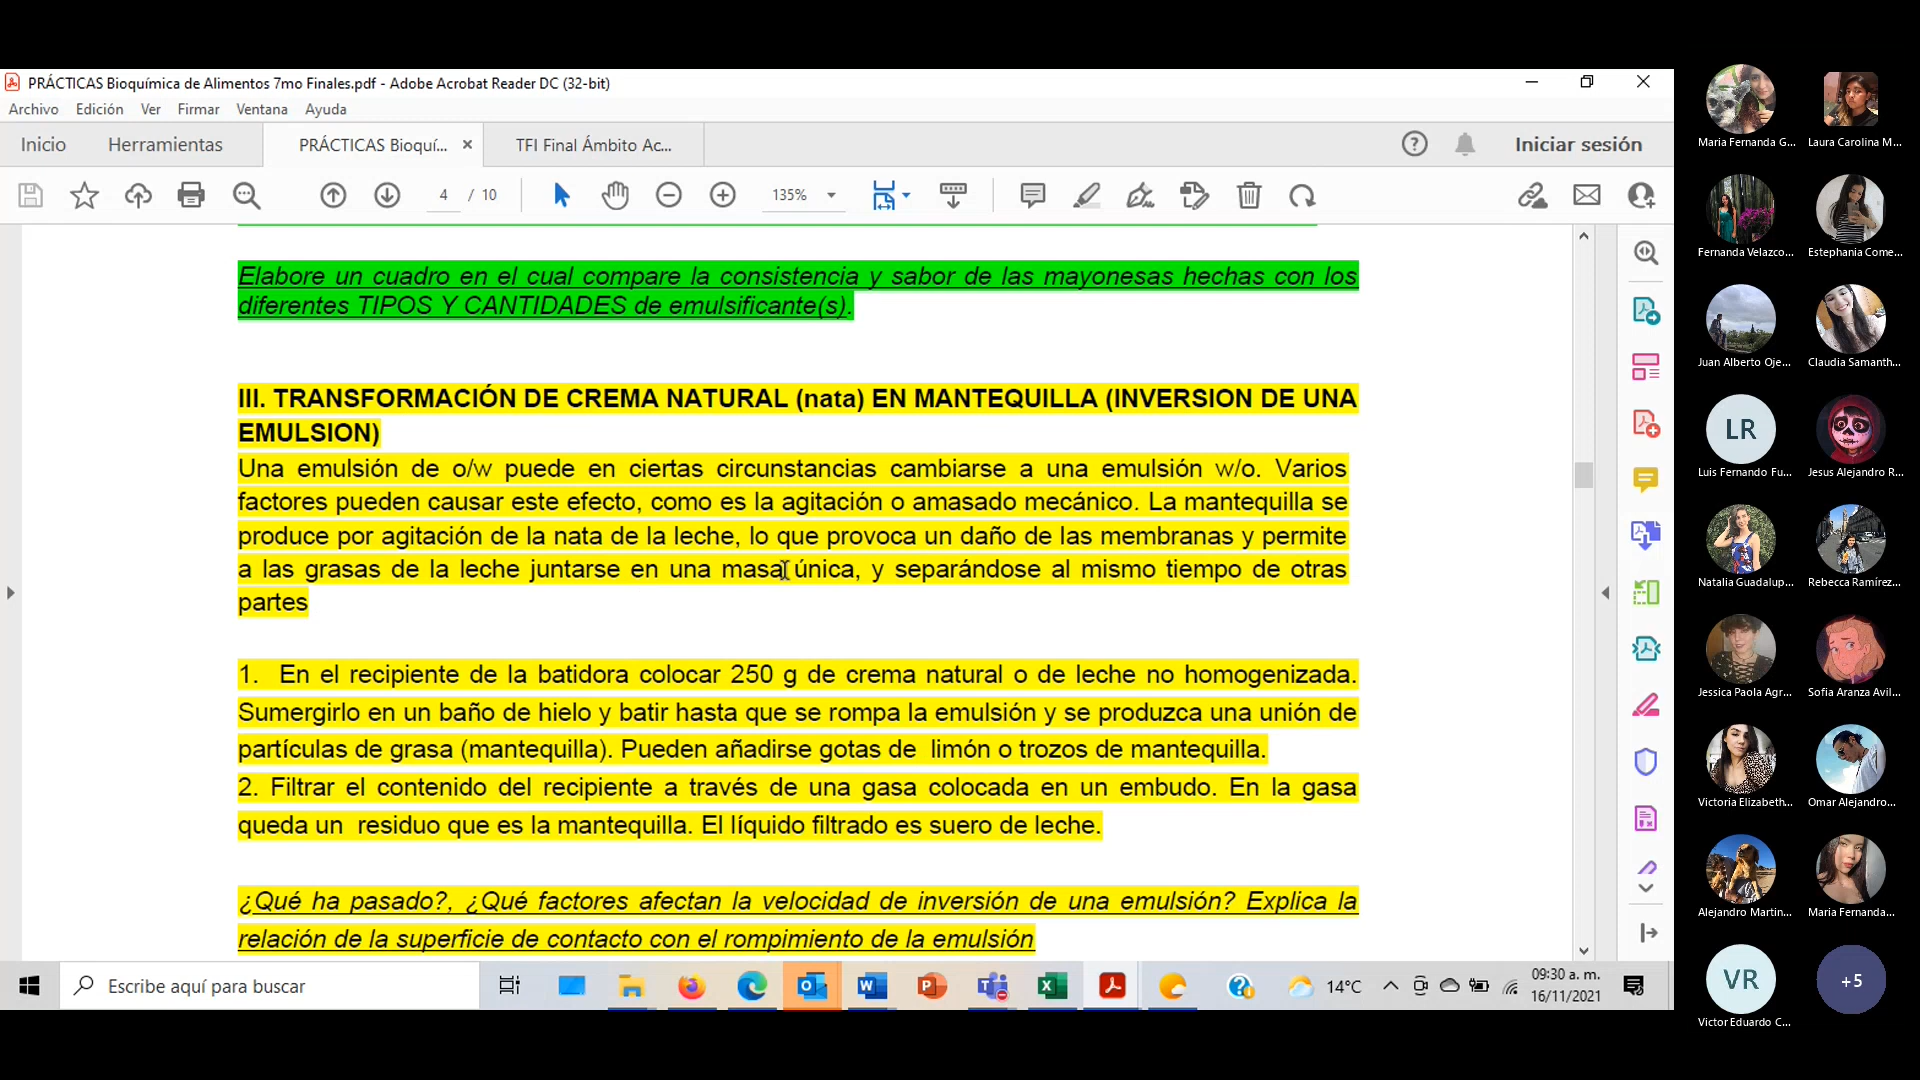 PRÁCTICAS Bioquímica de Alimentos 7mo Finales.pdf - Adobe Acrobat Reader DC (32-bit)
Archivo Edición Ver Firmar Ventana Ayuda
Inicio Herramientas PRÁCTICAS Bioquí... × TFI Final Ámbito Ac... Iniciar sesión
4 / 10 135%
Elabore un cuadro en el cual compare la consistencia y sabor de las mayonesas hechas con los
diferentes TIPOS Y CANTIDADES de emulsificante(s).
III. TRANSFORMACIÓN DE CREMA NATURAL (nata) EN MANTEQUILLA (INVERSION DE UNA
EMULSION)
Una emulsión de o/w puede en ciertas circunstancias cambiarse a una emulsión w/o. Varios
factores pueden causar este efecto, como es la agitación o amasado mecánico. La mantequilla se
produce por agitación de la nata de la leche, lo que provoca un daño de las membranas y permite
a las grasas de la leche juntarse en una masa única, y separándose al mismo tiempo de otras
partes
1. En el recipiente de la batidora colocar 250 g de crema natural o de leche no homogenizada.
Sumergirlo en un baño de hielo y batir hasta que se rompa la emulsión y se produzca una unión de
partículas de grasa (mantequilla). Pueden añadirse gotas de limón o trozos de mantequilla.
2. Filtrar el contenido del recipiente a través de una gasa colocada en un embudo. En la gasa
queda un residuo que es la mantequilla. El líquido filtrado es suero de leche.
¿Qué ha pasado?, ¿Qué factores afectan la velocidad de inversión de una emulsión? Explica la
relación de la superficie de contacto con el rompimiento de la emulsión
Escribe aquí para buscar
14°C
09:30 a. m.
16/11/2021
Maria Fernanda G... Laura Carolina M...
Fernanda Velazco... Estephania Come...
Juan Alberto Oje... Claudia Samanth...
LR
Luis Fernando Fu... Jesus Alejandro R...
Natalia Guadalup... Rebecca Ramírez...
Jessica Paola Agr... Sofia Aranza Avil...
Victoria Elizabeth... Omar Alejandro...
Alejandro Martin... Maria Fernanda...
VR +5
Victor Eduardo C...